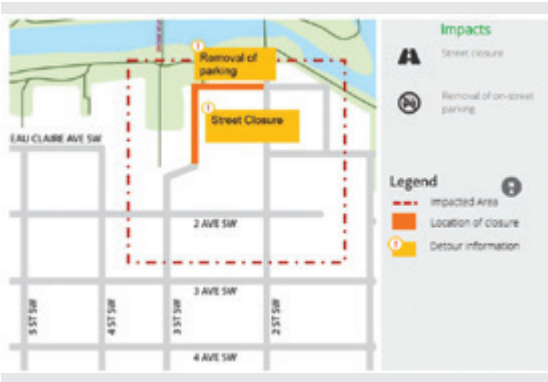 Removal of
parking
Street Closure
EAU CLAIRE AVE SW
2 AVE SW
3 AVE SW
5 ST SW
4 ST SW
3 ST SW
2 ST SW
4 AVE SW
Impacts
Street closure
Removal of on-street
parking
Legend
Impacted Area
Location of closure
Detour information